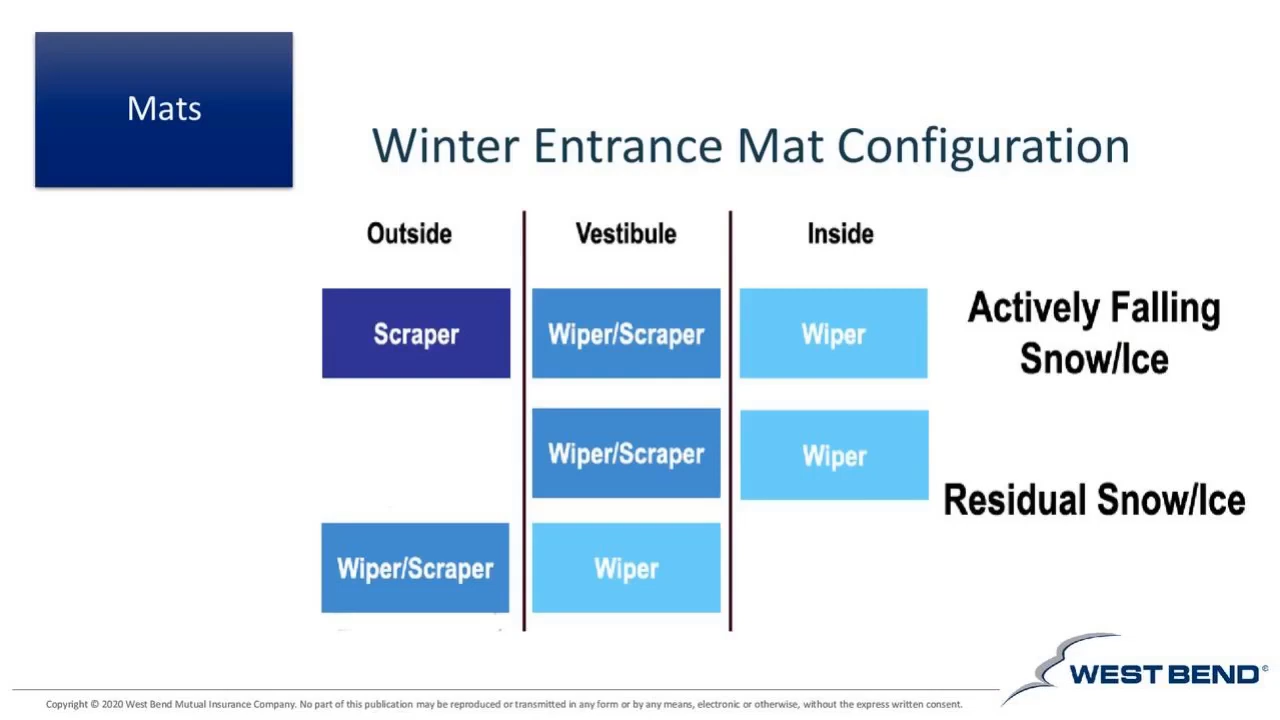 Mats
Winter Entrance Mat Configuration
Outside
Vestibule
Inside
Scraper
Wiper/Scraper
Wiper
Actively Falling
Snow/Ice
Wiper/Scraper
Wiper
Residual Snow/Ice
Wiper/Scraper
Wiper
WEST BEND®
Copyright © 2020 West Bend Mutual Insurance Company. No part of this publication may be reproduced or transmitted in any form or by any means, electronic or otherwise, without the express written consent.